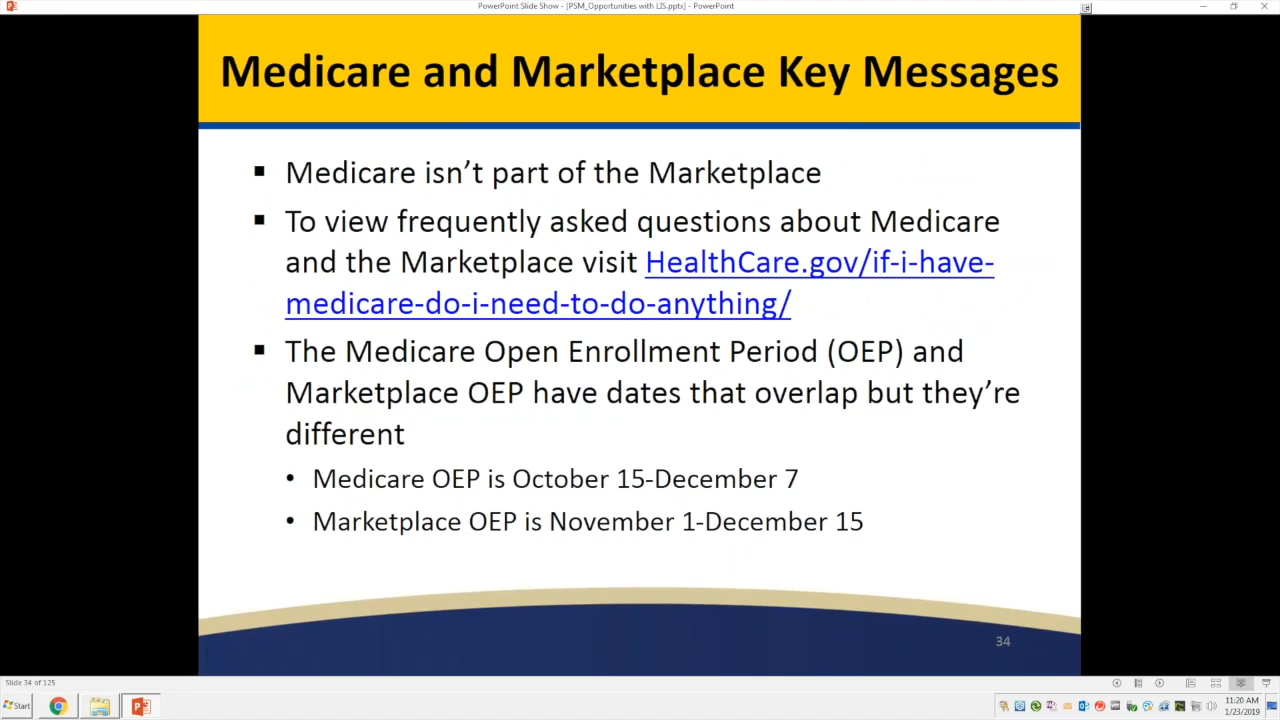 PowerPoint Slide Show - [PSM_Opportunities with LIS.pptx] - PowerPoint
Medicare and Marketplace Key Messages
▪ Medicare isn’t part of the Marketplace
▪ To view frequently asked questions about Medicare
and the Marketplace visit HealthCare.gov/if-i-have-
medicare-do-i-need-to-do-anything/
▪ The Medicare Open Enrollment Period (OEP) and
Marketplace OEP have dates that overlap but they’re
different
• Medicare OEP is October 15-December 7
• Marketplace OEP is November 1-December 15
34
Slide 34 of 125
Start
11:20 AM
1/23/2019